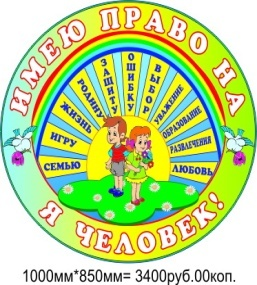 ИМЕЮ ПРАВО НА
СЕМЬЮ
ИГРУ
ЖИЗНЬ
РОДИНУ
ЗАЩИТУ
ОШИБКУ
ВЫБОР
УВАЖЕНИЕ
ОБРАЗОВАНИЕ
РАЗВЛЕЧЕНИЯ
ЛЮБОВЬ
Я ЧЕЛОВЕК!
1000мм*850мм= 3400руб.00коп.